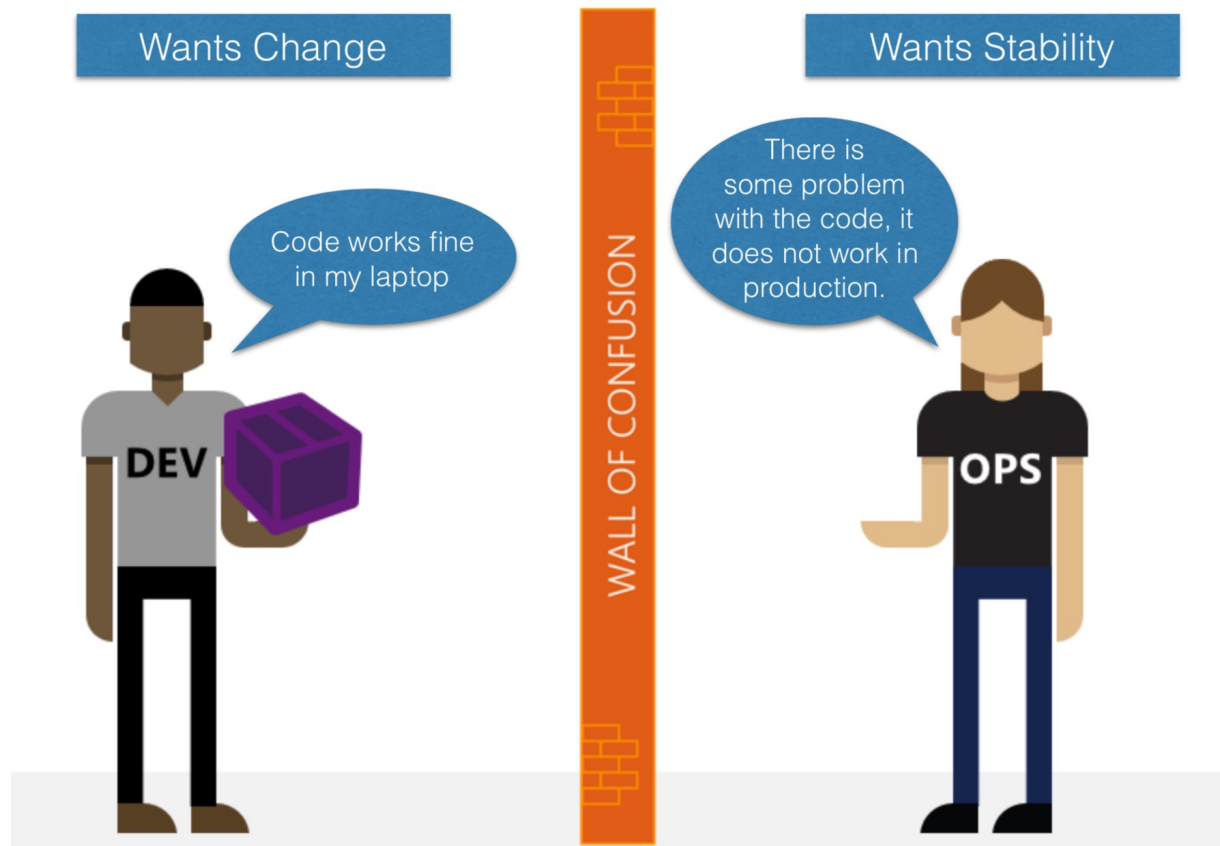 Wants Change
Wants Stability
Code works fine
in my laptop
There is
some problem
with the code, it
does not work in
production.
WALL OF CONFUSION
DEV
OPS